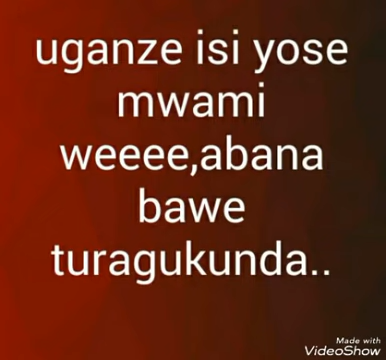 uganze isi yose
mwami
weeee,abana
bawe
turagukunda..
Made with
VideoShow